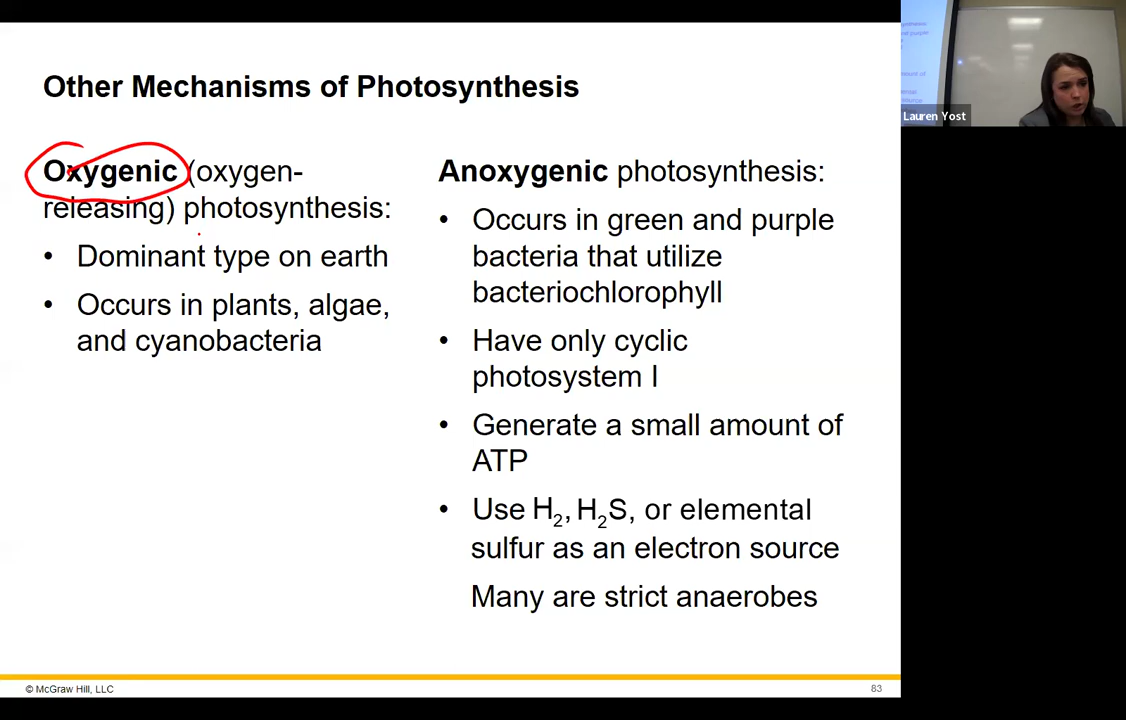 Other Mechanisms of Photosynthesis
Oxygenic (oxygen-
releasing) photosynthesis:
• Dominant type on earth
• Occurs in plants, algae,
and cyanobacteria
Anoxygenic photosynthesis:
• Occurs in green and purple
bacteria that utilize
bacteriochlorophyll
• Have only cyclic
photosystem I
• Generate a small amount of
ATP
• Use H₂, H₂S, or elemental
sulfur as an electron source
Many are strict anaerobes
© McGraw Hill, LLC
83
Lauren Yost